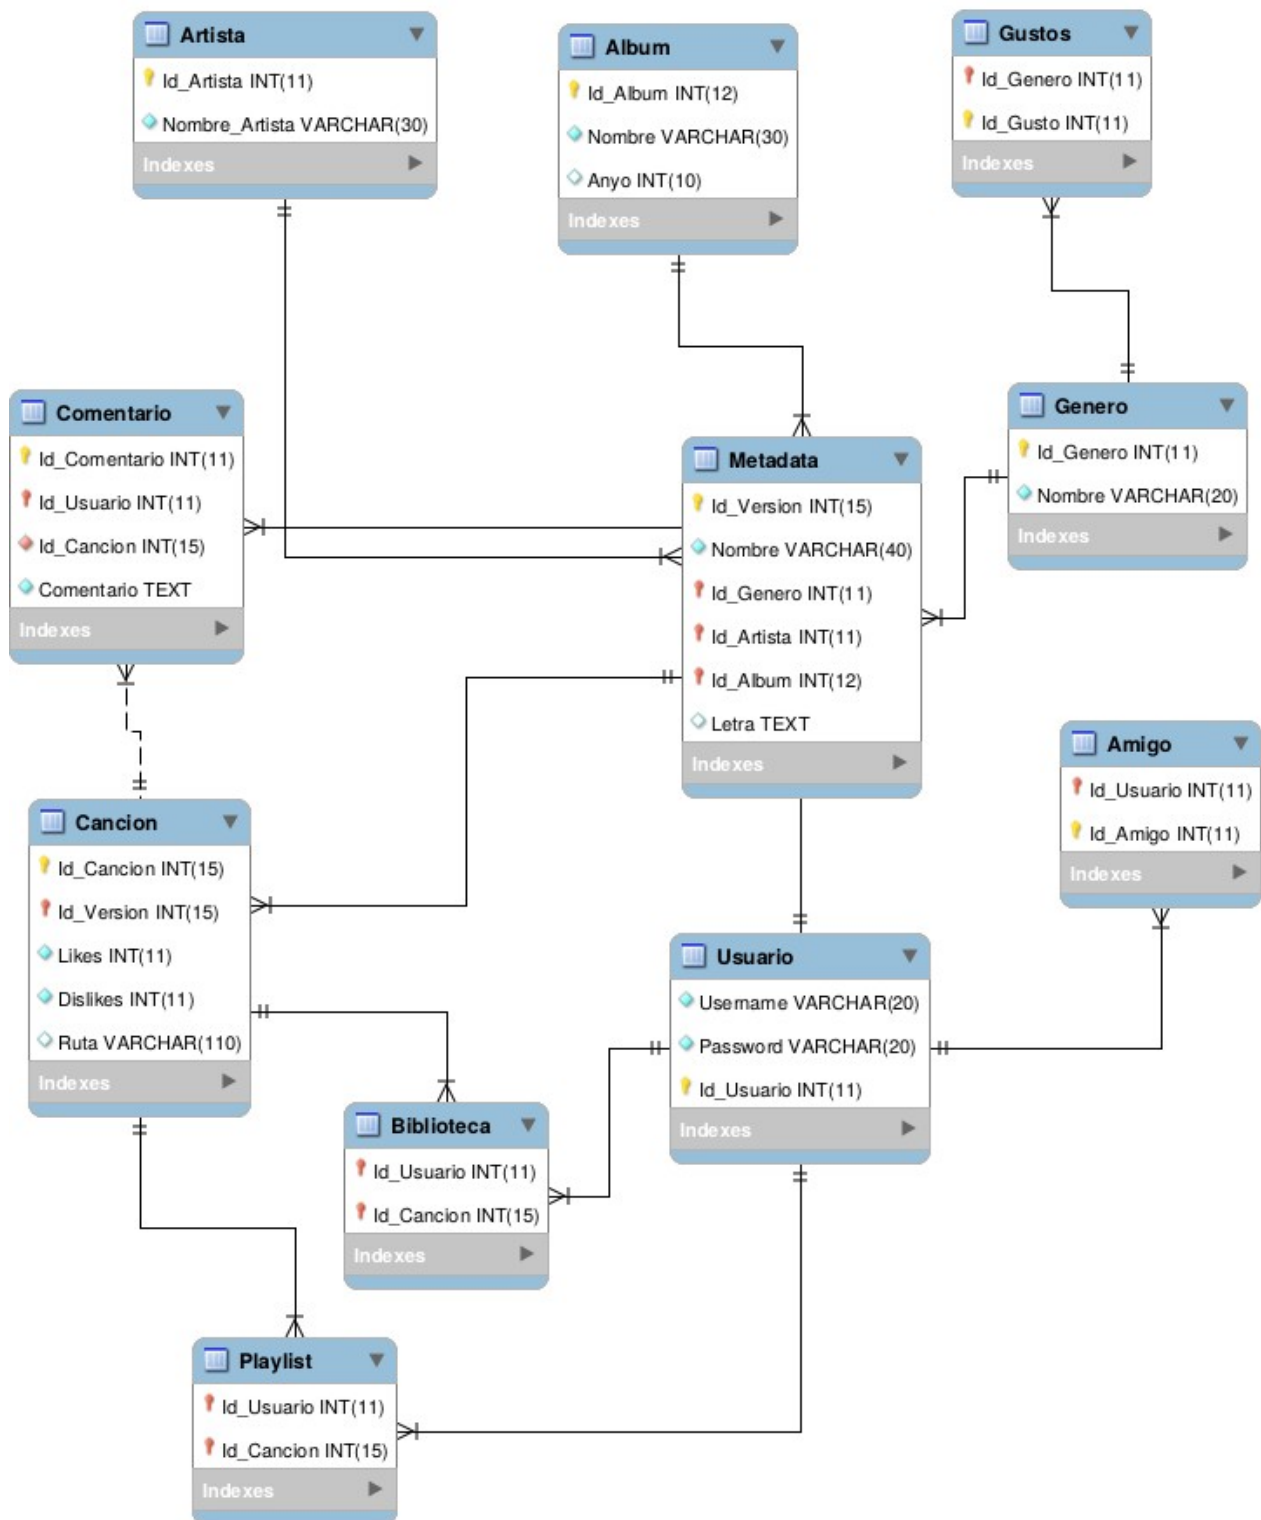 Artista
Id_Artista INT(11)
Nombre_Artista VARCHAR(30)
Indexes
Album
Id_Album INT(12)
Nombre VARCHAR(30)
Anyo INT(10)
Indexes
Gustos
Id_Genero INT(11)
Id_Gusto INT(11)
Indexes
Comentario
Id_Comentario INT(11)
Id_Usuario INT(11)
Id_Cancion INT(15)
Comentario TEXT
Indexes
Metadata
Id_Version INT(15)
Nombre VARCHAR(40)
Id_Genero INT(11)
Id_Artista INT(11)
Id_Album INT(12)
Letra TEXT
Indexes
Genero
Id_Genero INT(11)
Nombre VARCHAR(20)
Indexes
Amigo
Id_Usuario INT(11)
Id_Amigo INT(11)
Indexes
Cancion
Id_Cancion INT(15)
Id_Version INT(15)
Likes INT(11)
Dislikes INT(11)
Ruta VARCHAR(110)
Indexes
Usuario
Username VARCHAR(20)
Password VARCHAR(20)
Id_Usuario INT(11)
Indexes
Biblioteca
Id_Usuario INT(11)
Id_Cancion INT(15)
Indexes
Playlist
Id_Usuario INT(11)
Id_Cancion INT(15)
Indexes